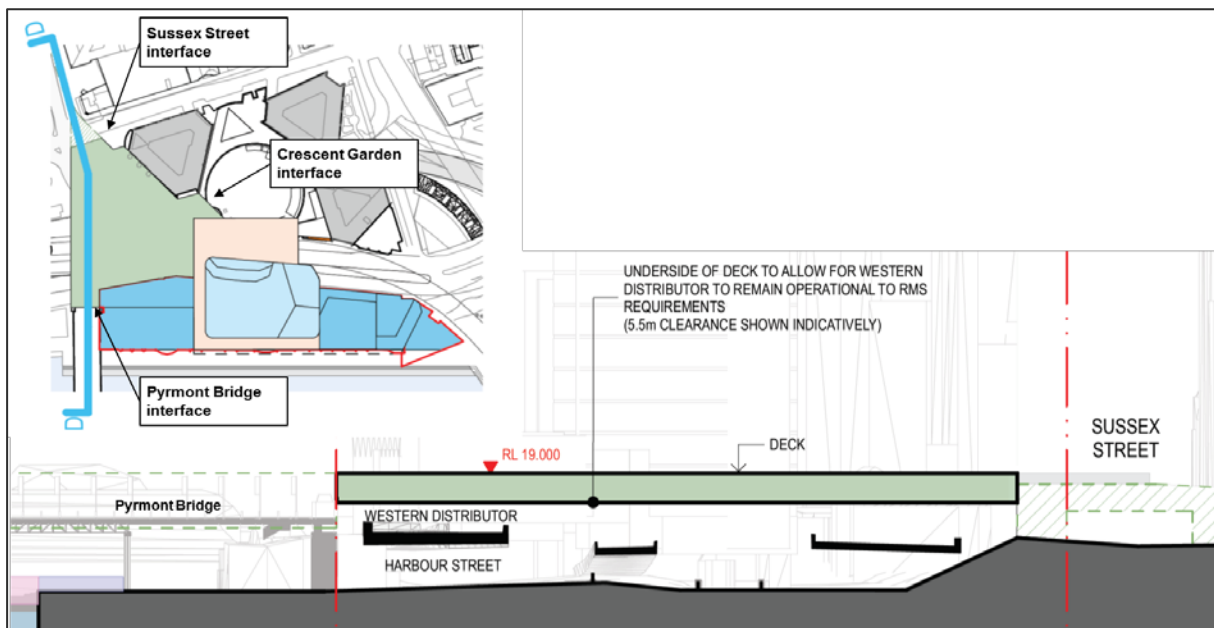 Sussex Street
interface
Crescent Garden
interface
Pyrmont Bridge
interface
D
D
UNDERSIDE OF DECK TO ALLOW FOR WESTERN
DISTRIBUTOR TO REMAIN OPERATIONAL TO RMS
REQUIREMENTS
(5.5m CLEARANCE SHOWN INDICATIVELY)
SUSSEX
STREET
DECK
RL 19.000
Pyrmont Bridge
WESTERN DISTRIBUTOR
HARBOUR STREET